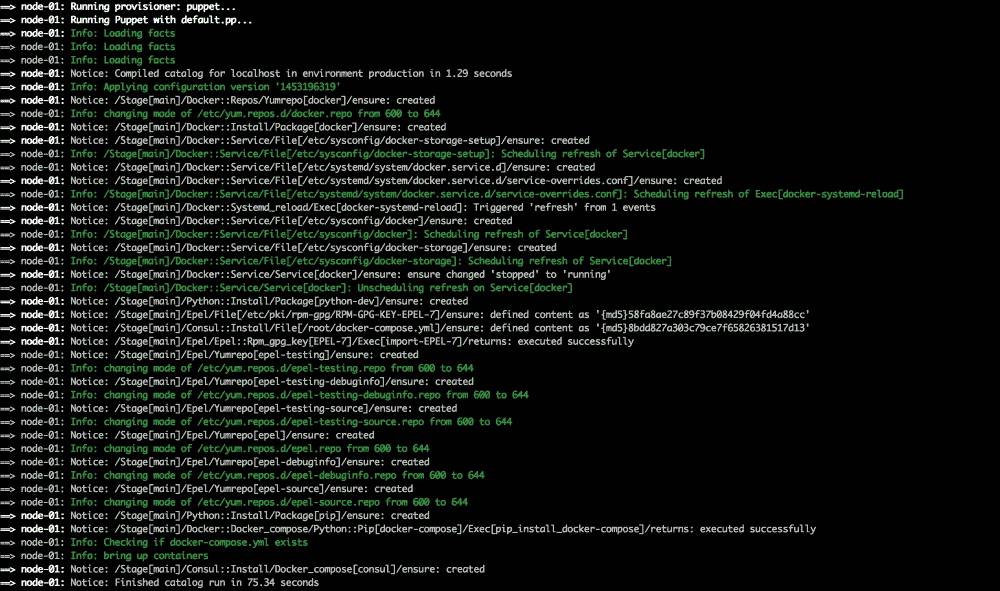 ==> node-01: Running provisioner: puppet...
==> node-01: Running Puppet with default.pp...
==> node-01: Info: Loading facts
==> node-01: Info: Loading facts
==> node-01: Info: Loading facts
==> node-01: Notice: Compiled catalog for localhost in environment production in 1.29 seconds
==> node-01: Info: Applying configuration version '1453196319'
==> node-01: Notice: /Stage[main]/Docker::Repos/Yumrepo[docker]/ensure: created
==> node-01: Info: changing mode of /etc/yum.repos.d/docker.repo from 600 to 644
==> node-01: Notice: /Stage[main]/Docker::Install/Package[docker]/ensure: created
==> node-01: Notice: /Stage[main]/Docker::Service/File[/etc/sysconfig/docker-storage-setup]/ensure: created
==> node-01: Info: /Stage[main]/Docker::Service/File[/etc/sysconfig/docker-storage-setup]: Scheduling refresh of Service[docker]
==> node-01: Notice: /Stage[main]/Docker::Service/File[/etc/systemd/system/docker.service.d]/ensure: created
==> node-01: Notice: /Stage[main]/Docker::Service/File[/etc/systemd/system/docker.service.d/service-overrides.conf]/ensure: created
==> node-01: Info: /Stage[main]/Docker::Service/File[/etc/systemd/system/docker.service.d/service-overrides.conf]: Scheduling refresh of Exec[docker-systemd-reload]
==> node-01: Notice: /Stage[main]/Docker::Systemd_reload/Exec[docker-systemd-reload]: Triggered 'refresh' from 1 events
==> node-01: Notice: /Stage[main]/Docker::Service/File[/etc/sysconfig/docker]/ensure: created
==> node-01: Info: /Stage[main]/Docker::Service/File[/etc/sysconfig/docker]: Scheduling refresh of Service[docker]
==> node-01: Notice: /Stage[main]/Docker::Service/File[/etc/sysconfig/docker-storage]/ensure: created
==> node-01: Info: /Stage[main]/Docker::Service/File[/etc/sysconfig/docker-storage]: Scheduling refresh of Service[docker]
==> node-01: Notice: /Stage[main]/Docker::Service/Service[docker]/ensure: ensure changed 'stopped' to 'running'
==> node-01: Info: /Stage[main]/Docker::Service/Service[docker]: Unscheduling refresh on Service[docker]
==> node-01: Notice: /Stage[main]/Python::Install/Package[python-dev]/ensure: created
==> node-01: Notice: /Stage[main]/Epel/File[/etc/pki/rpm-gpg/RPM-GPG-KEY-EPEL-7]/ensure: defined content as '{md5}58fa8ae27c89f37b08429f04fd4a88cc'
==> node-01: Notice: /Stage[main]/Consul::Install/File[/root/docker-compose.yml]/ensure: defined content as '{md5}8bdd827a303c79ce7f65826381517d13'
==> node-01: Notice: /Stage[main]/Epel/Epel::Rpm_gpg_key[EPEL-7]/Exec[import-EPEL-7]/returns: executed successfully
==> node-01: Notice: /Stage[main]/Epel/Yumrepo[epel-testing]/ensure: created
==> node-01: Info: changing mode of /etc/yum.repos.d/epel-testing.repo from 600 to 644
==> node-01: Notice: /Stage[main]/Epel/Yumrepo[epel-testing-debuginfo]/ensure: created
==> node-01: Info: changing mode of /etc/yum.repos.d/epel-testing-debuginfo.repo from 600 to 644
==> node-01: Notice: /Stage[main]/Epel/Yumrepo[epel-testing-source]/ensure: created
==> node-01: Info: changing mode of /etc/yum.repos.d/epel-testing-source.repo from 600 to 644
==> node-01: Notice: /Stage[main]/Epel/Yumrepo[epel]/ensure: created
==> node-01: Info: changing mode of /etc/yum.repos.d/epel.repo from 600 to 644
==> node-01: Notice: /Stage[main]/Epel/Yumrepo[epel-debuginfo]/ensure: created
==> node-01: Info: changing mode of /etc/yum.repos.d/epel-debuginfo.repo from 600 to 644
==> node-01: Notice: /Stage[main]/Epel/Yumrepo[epel-source]/ensure: created
==> node-01: Info: changing mode of /etc/yum.repos.d/epel-source.repo from 600 to 644
==> node-01: Notice: /Stage[main]/Python::Install/Package[pip]/ensure: created
==> node-01: Notice: /Stage[main]/Docker::Docker_compose/Python::Pip[docker-compose]/Exec[pip_install_docker-compose]/returns: executed successfully
==> node-01: Info: Checking if docker-compose.yml exists
==> node-01: Info: bring up containers
==> node-01: Notice: /Stage[main]/Consul::Install/Docker_compose[consul]/ensure: created
==> node-01: Notice: Finished catalog run in 75.34 seconds